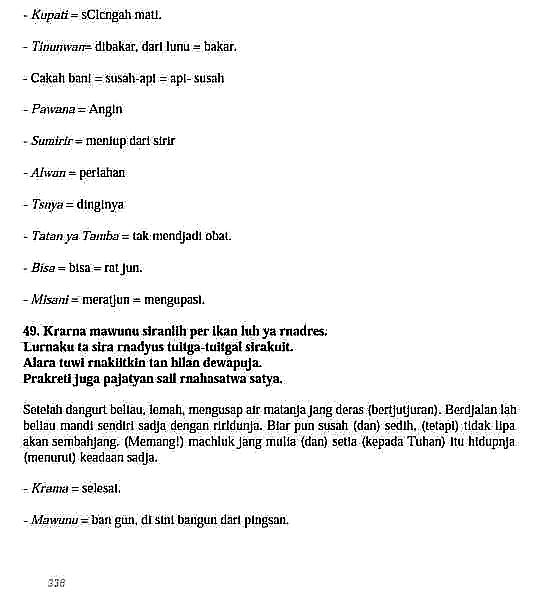 - Kupati = sClcngah mati.
- Tinunwan= dibakar, dari lunu = bakar.
- Cakah bani = susah-api = api- susah
- Pawana = Angin
- Sumirir = meniup dari sirir
- Alwan = perlahan
- Tsnya = dinginya
- Tatan ya Tamba = tak mendjadi obat.
- Bisa = bisa = rat jun.
- Misani = meratjun = mengupasi.
49. Krarna mawunu siranlih per ikan luh ya rnadres.
Lurnaku ta sira rnadyus tuitga-tuitgal sirakuit.
Alara tuwi rnakiitkin tan hilan dewapuja.
Prakreti juga pajatyan sail rnahasatwa satya.
Setelah dangurt beliau, lemah, mengusap air matanja jang deras (bertjutjuran). Berdjalan lah
beliau mandi sendiri sadja dengan riridunja. Biar pun susah (dan) sedih, (tetapi) tidak lipa
akan sembahjang. (Memang!) machluk jang mulia (dan) setia (kepada Tuhan) itu hidupnja
(menurut) keadaan sadja.
- Krama = selesai.
- Mawunu = ban gun, di sini bangun dari pingsan.
338